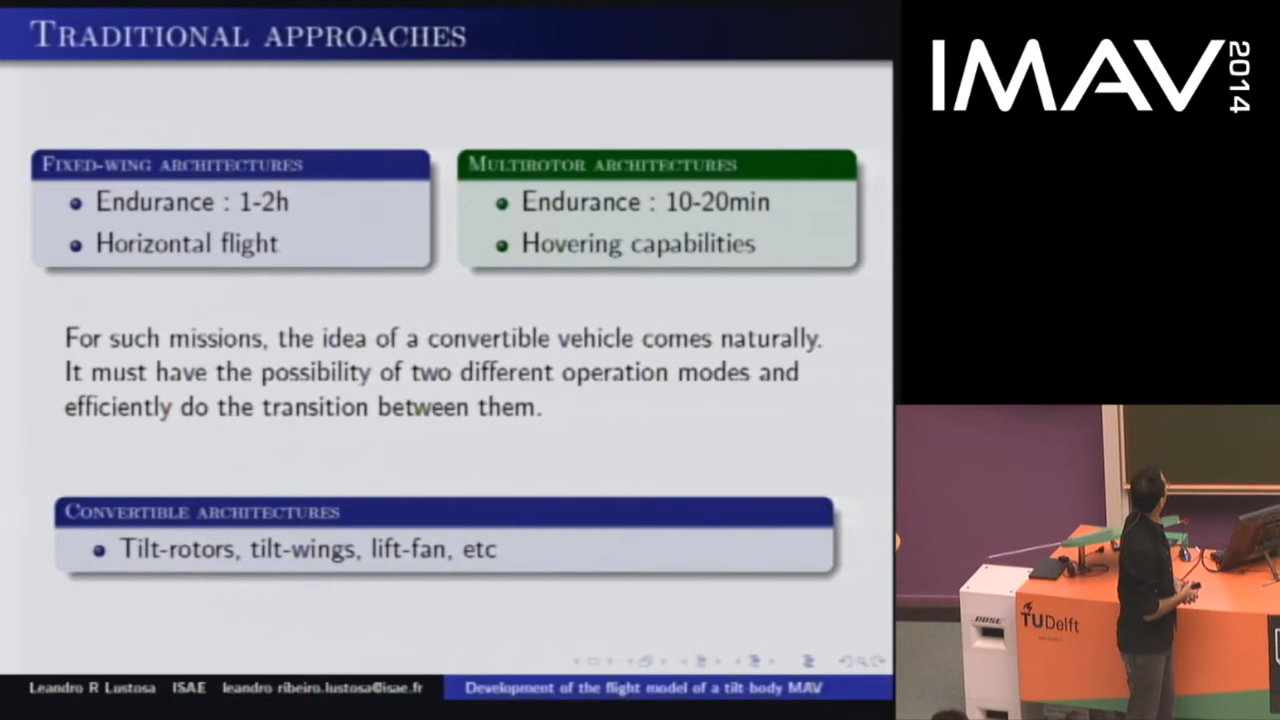 TRADITIONAL APPROACHES
IMAV 2014
FIXED-WING ARCHITECTURES
Endurance : 1-2h
Horizontal flight
MULTIROTOR ARCHITECTURES
Endurance : 10-20min
Hovering capabilities
For such missions, the idea of a convertible vehicle comes naturally.
It must have the possibility of two different operation modes and
efficiently do the transition between them.
CONVERTIBLE ARCHITECTURES
Tilt-rotors, tilt-wings, lift-fan, etc
BOSE
TUDelft
Leandro R Lustosa ISAE leandro ribeiro.lustosa@isae.fr
Development of the flight model of a tilt body MAV